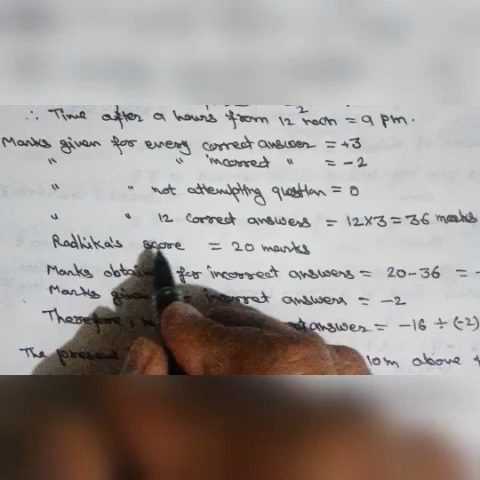 ∴ Time after 9 hours from 12 noon = 9 pm.
Marks given for every correct answer = +3
" " incorrect " = -2
" " not attempting question = 0
" " 12 correct answers = 12×3 = 36 marks
Radhika's score = 20 marks
Marks obtain for incorrect answers = 20-36 = -
Marks given incorrect answers = -2
Therefore, answer = -16 ÷ (-2)
The present 10m above